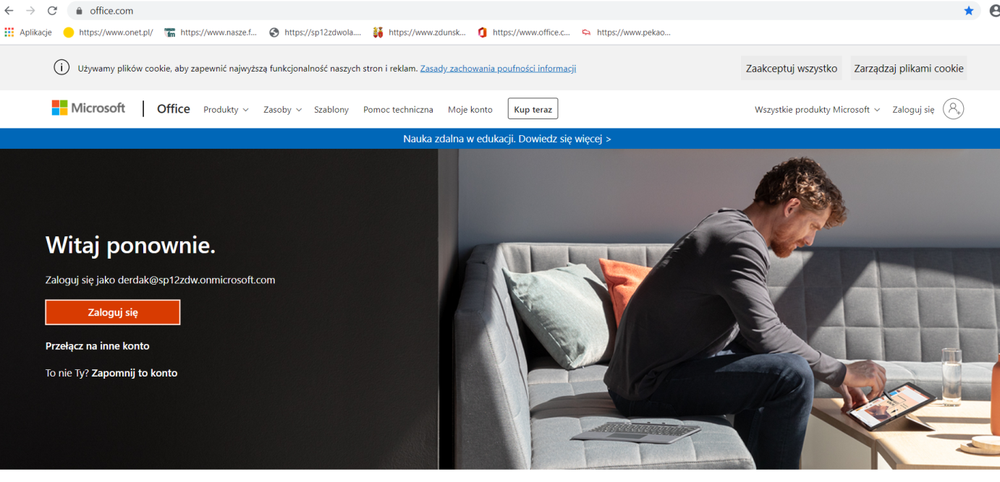 office.com
Aplikacje https://www.onet.pl/ https://www.nasze.f... https://sp12zdwola.... https://www.zdunsk... https://www.office.c... https://www.pekao...
Używamy plików cookie, aby zapewnić najwyższą funkcjonalność naszych stron i reklam. Zasady zachowania poufności informacji Zaakceptuj wszystko Zarządzaj plikami cookie
Microsoft Office Produkty Zasoby Szablony Pomoc techniczna Moje konto Kup teraz Wszystkie produkty Microsoft Zaloguj się
Nauka zdalna w edukacji. Dowiedz się więcej >
Witaj ponownie.
Zaloguj się jako derdak@sp12zdw.onmicrosoft.com
Zaloguj się
Przełącz na inne konto
To nie Ty? Zapomnij to konto